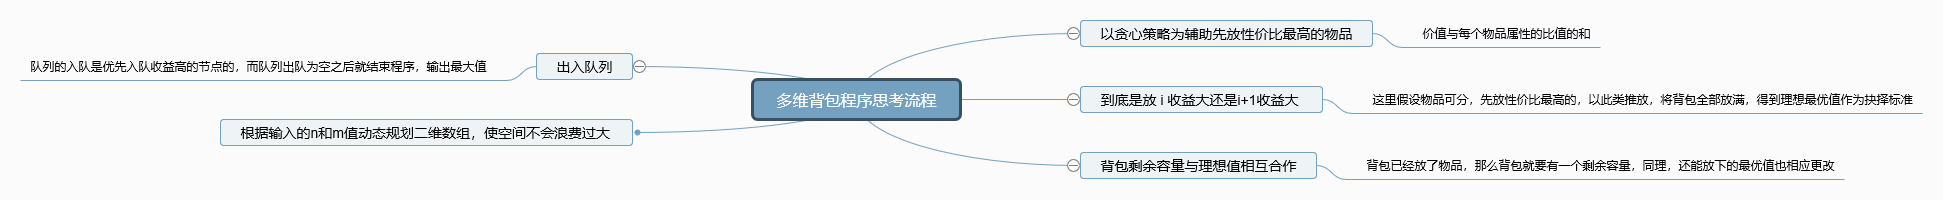 多维背包程序思考流程
以贪心策略为辅助先放性价比最高的物品
价值与每个物品属性的比值的和
到底是放 i 收益大还是i+1收益大
这里假设物品可分，先放性价比最高的，以此类推放，将背包全部放满，得到理想最优值作为抉择标准
背包剩余容量与理想值相互合作
背包已经放了物品，那么背包就要有一个剩余容量，同理，还能放下的最优值也相应更改
出入队列
队列的入队是优先入队收益高的节点的，而队列出队为空之后就结束程序，输出最大值
根据输入的n和m值动态规划二维数组，使空间不会浪费过大